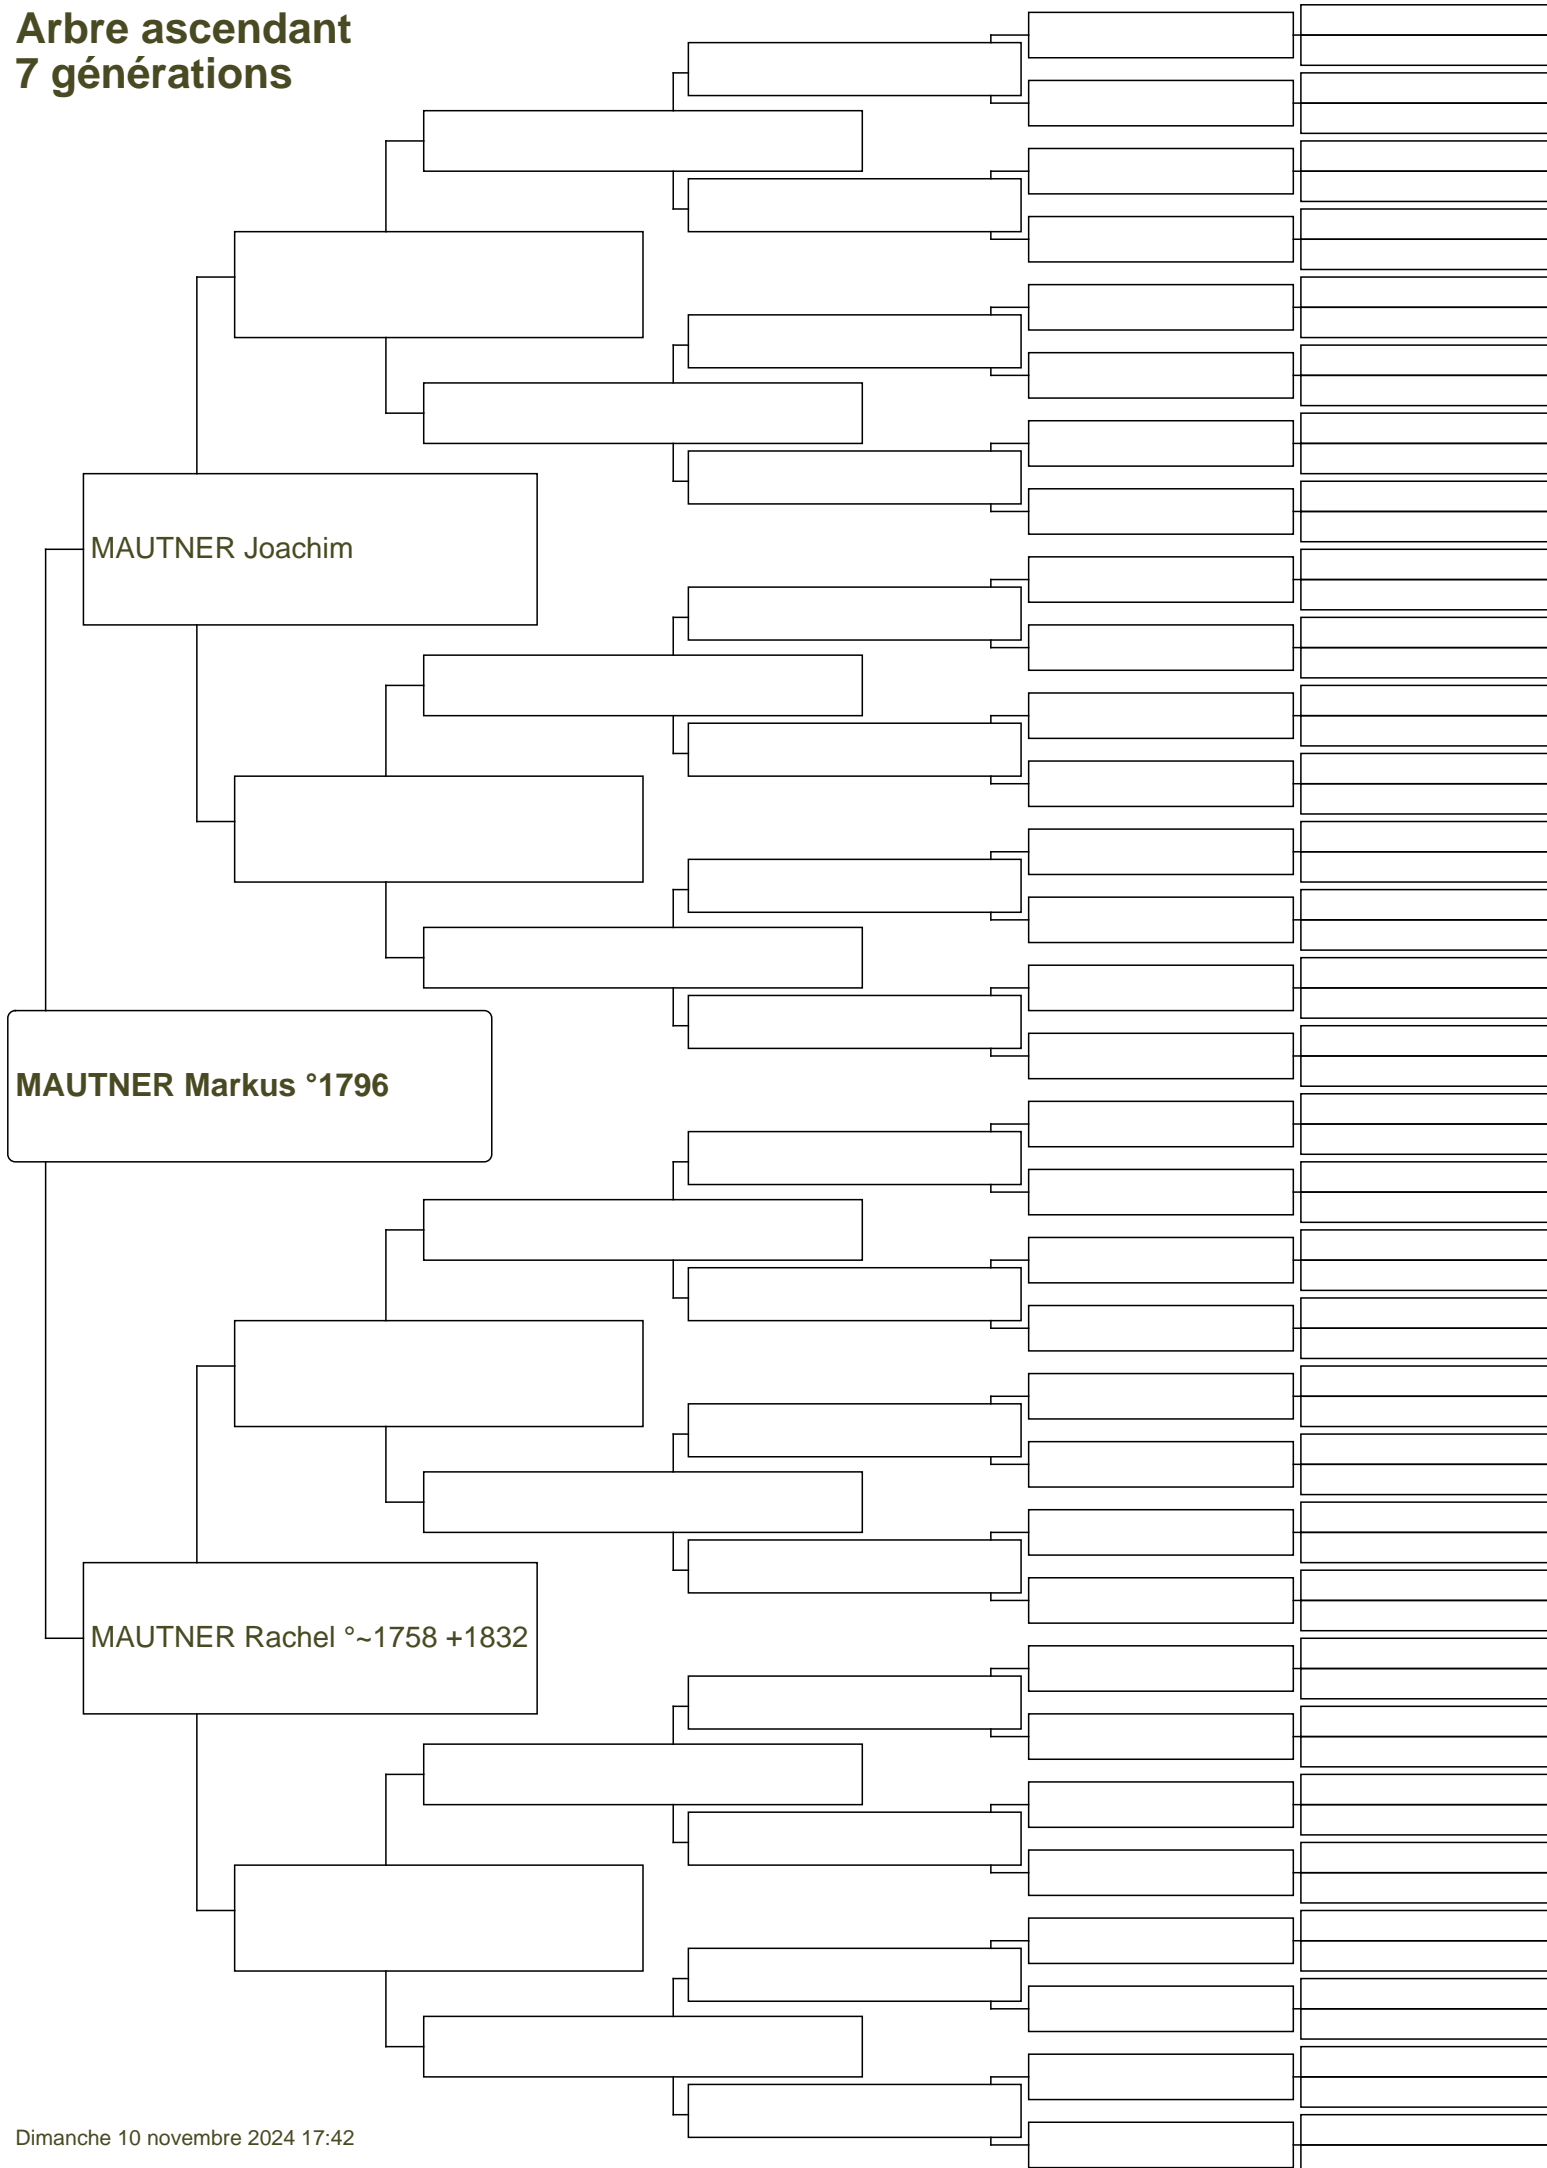 Arbre ascendant
7 générations
MAUTNER Joachim
MAUTNER Markus °1796
MAUTNER Rachel °~1758 +1832
Dimanche 10 novembre 2024 17:42